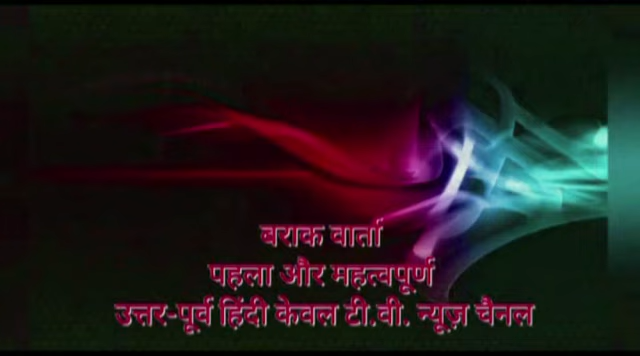 बराक वार्ता
पहला और महत्वपूर्ण
उत्तर-पूर्व हिंदी केवल टी.वी. न्यूज़ चैनल